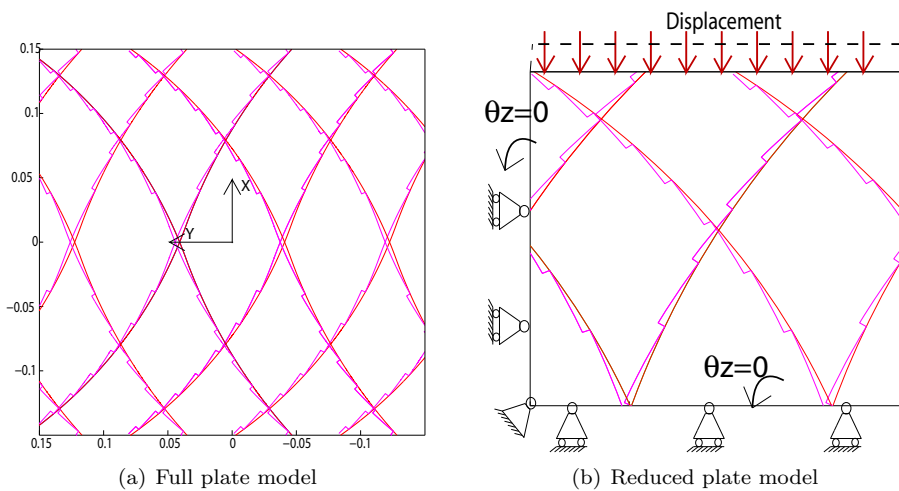 Displacement
0.15
0.1
0.05
0
−0.05
−0.1
0.15
0.1
0.05
0
−0.05
−0.1
X
Y
θz=0
θz=0
(a) Full plate model
(b) Reduced plate model